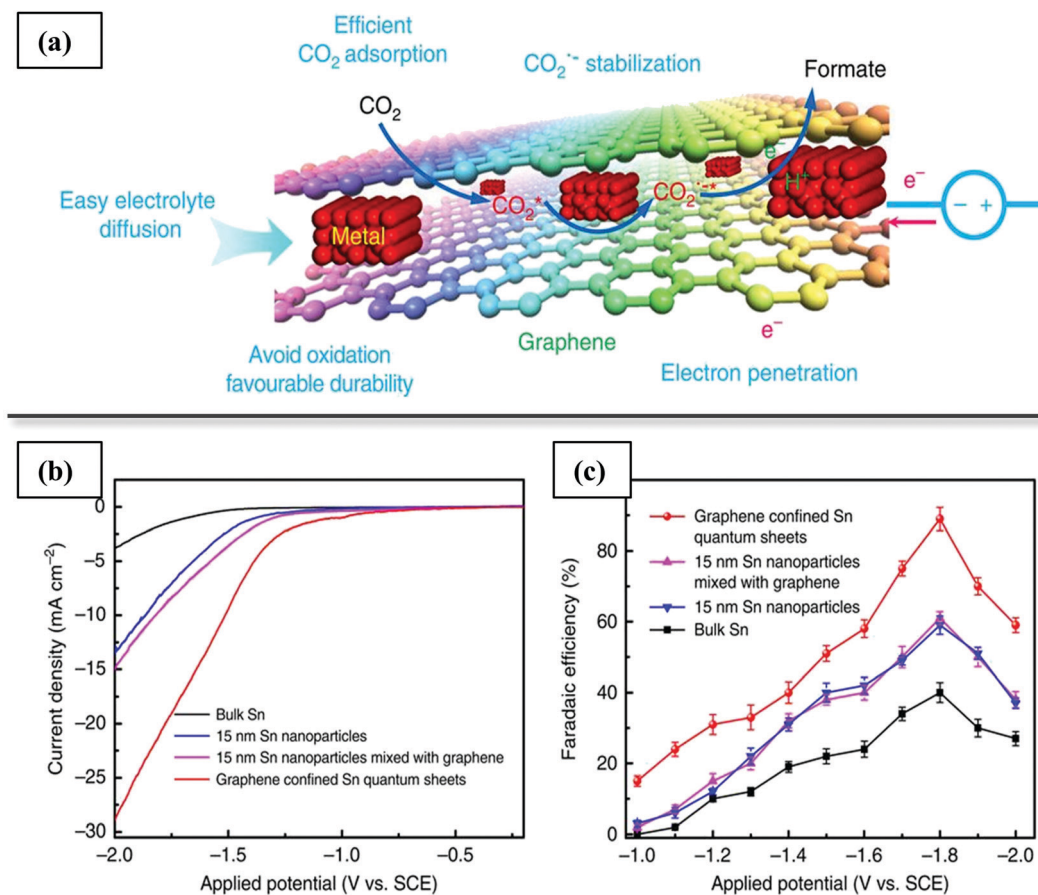 (a)
Efficient
CO₂ adsorption
CO₂˙⁻ stabilization
Formate
CO₂
e⁻
H⁺
CO₂*
CO₂˙⁻*
e⁻
− +
Easy electrolyte
diffusion
Metal
Graphene
e⁻
Avoid oxidation
favourable durability
Electron penetration
(b)
0
−5
−10
−15
−20
−25
−30
Current density (mA cm⁻²)
Bulk Sn
15 nm Sn nanoparticles
15 nm Sn nanoparticles mixed with graphene
Graphene confined Sn quantum sheets
−2.0 −1.5 −1.0 −0.5
Applied potential (V vs. SCE)
(c)
80
60
40
20
0
Faradaic efficiency (%)
Graphene confined Sn
quantum sheets
15 nm Sn nanoparticles
mixed with graphene
15 nm Sn nanoparticles
Bulk Sn
−1.0 −1.2 −1.4 −1.6 −1.8 −2.0
Applied potential (V vs. SCE)